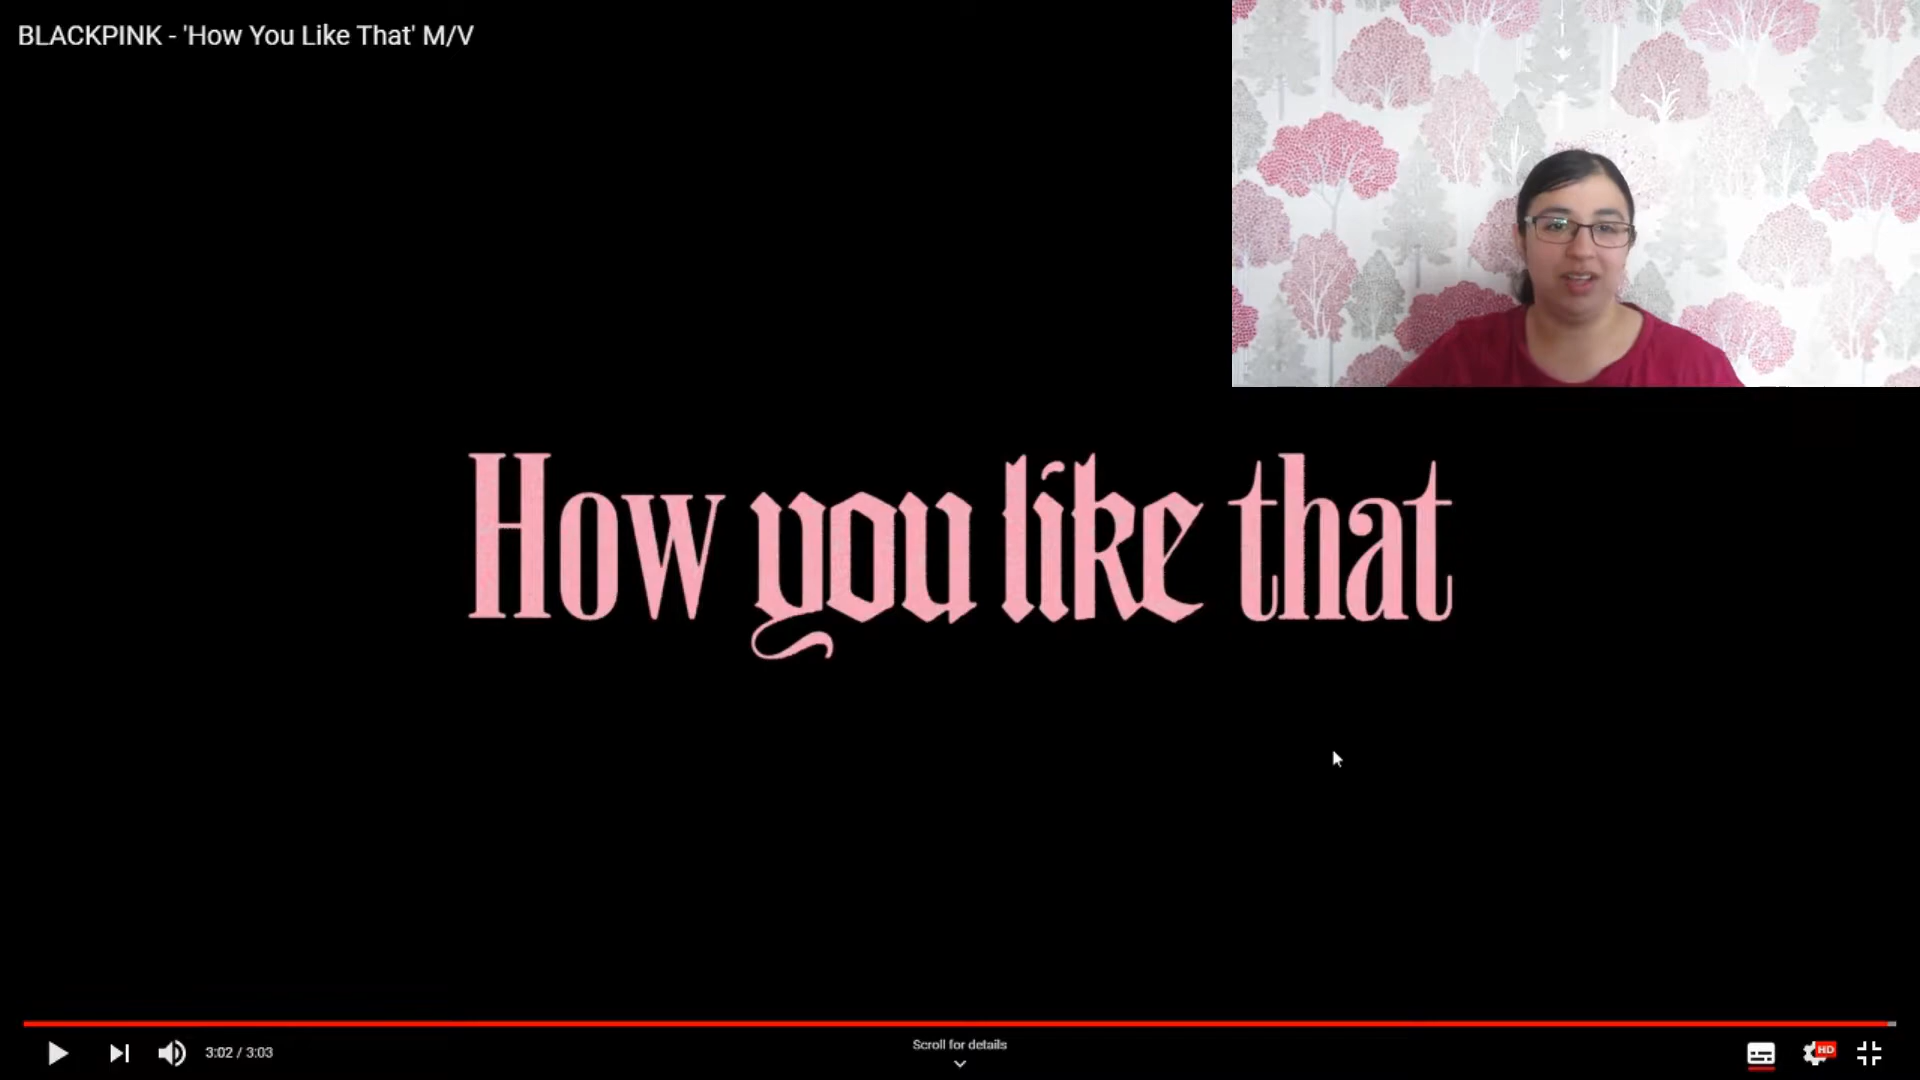 BLACKPINK - 'How You Like That' M/V
How you like that
3:02 / 3:03
Scroll for details
HD